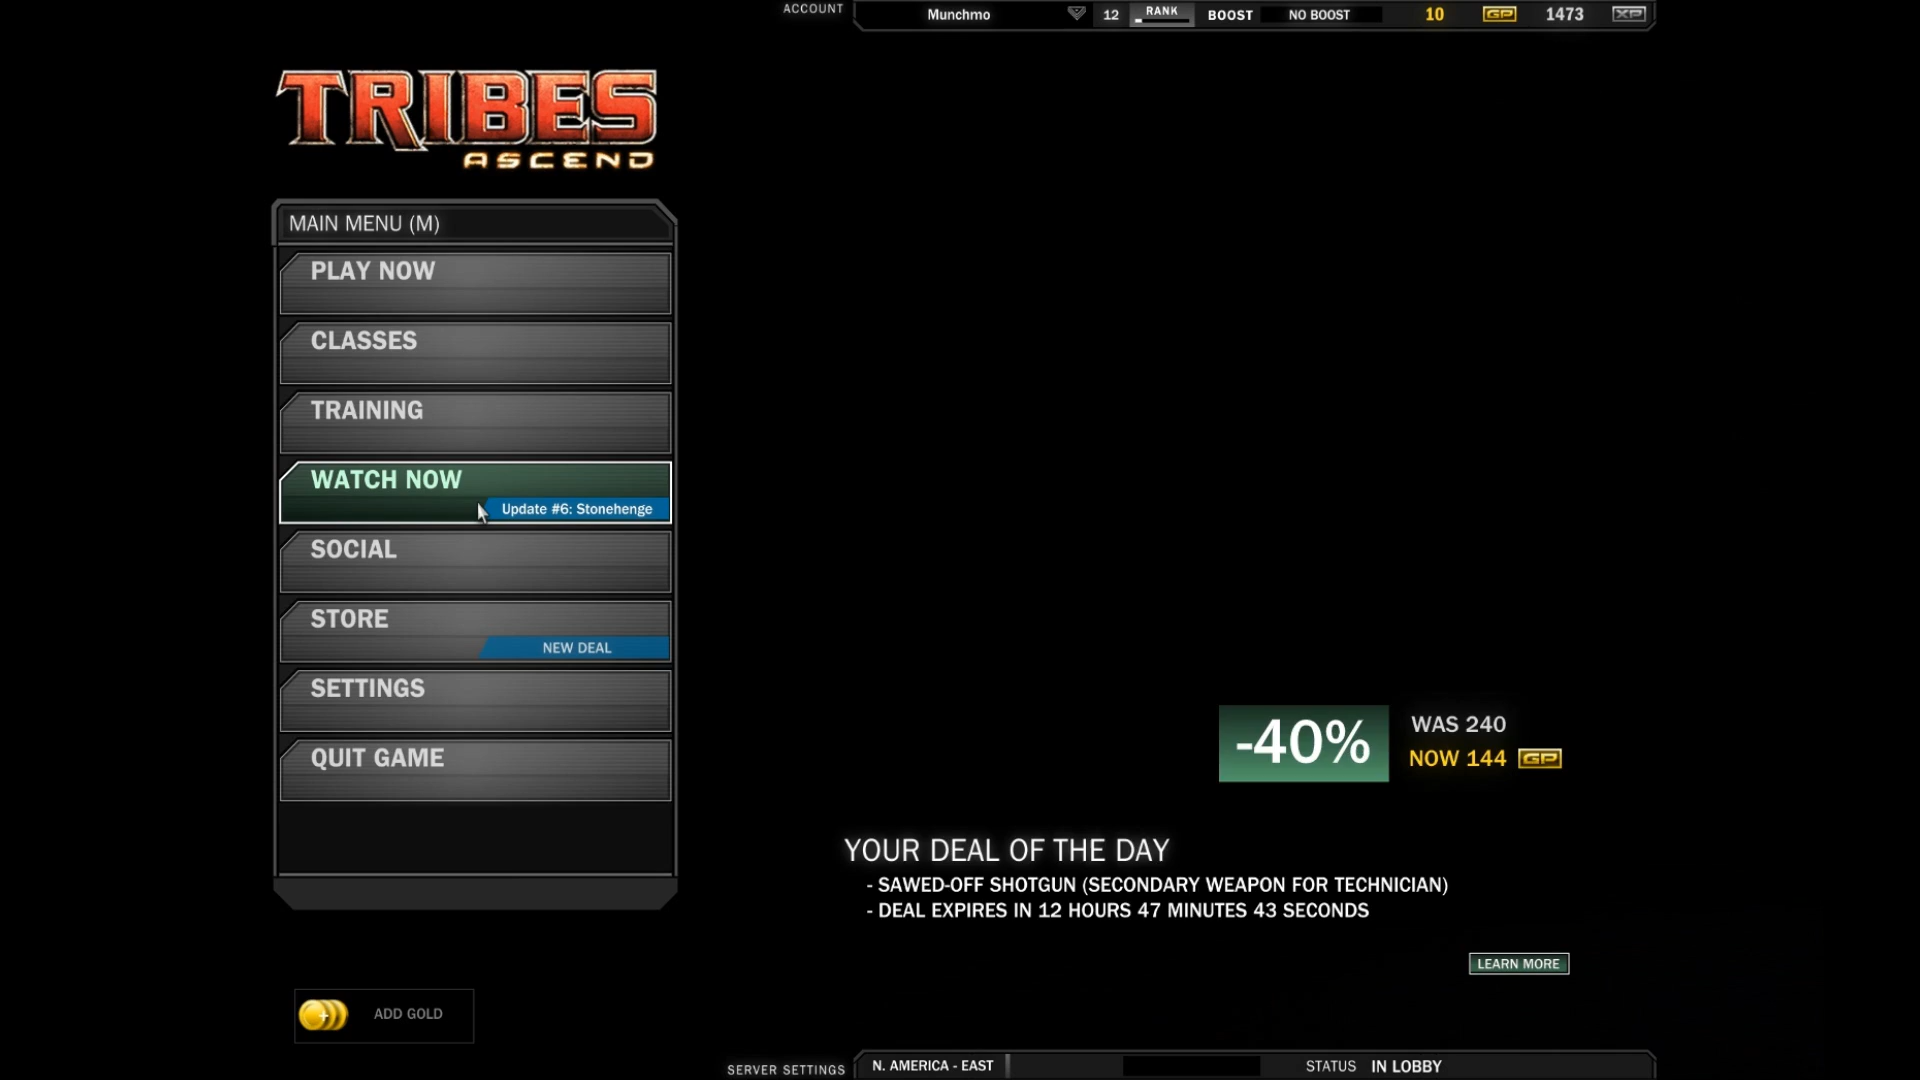 ACCOUNT Munchmo 12 RANK BOOST NO BOOST 10 GP 1473 XP
TRIBES
ASCEND
MAIN MENU (M)
PLAY NOW
CLASSES
TRAINING
WATCH NOW
Update #6: Stonehenge
SOCIAL
STORE
NEW DEAL
SETTINGS
QUIT GAME
-40%
WAS 240
NOW 144 GP
YOUR DEAL OF THE DAY
- SAWED-OFF SHOTGUN (SECONDARY WEAPON FOR TECHNICIAN)
- DEAL EXPIRES IN 12 HOURS 47 MINUTES 43 SECONDS
LEARN MORE
ADD GOLD
SERVER SETTINGS N. AMERICA - EAST STATUS IN LOBBY